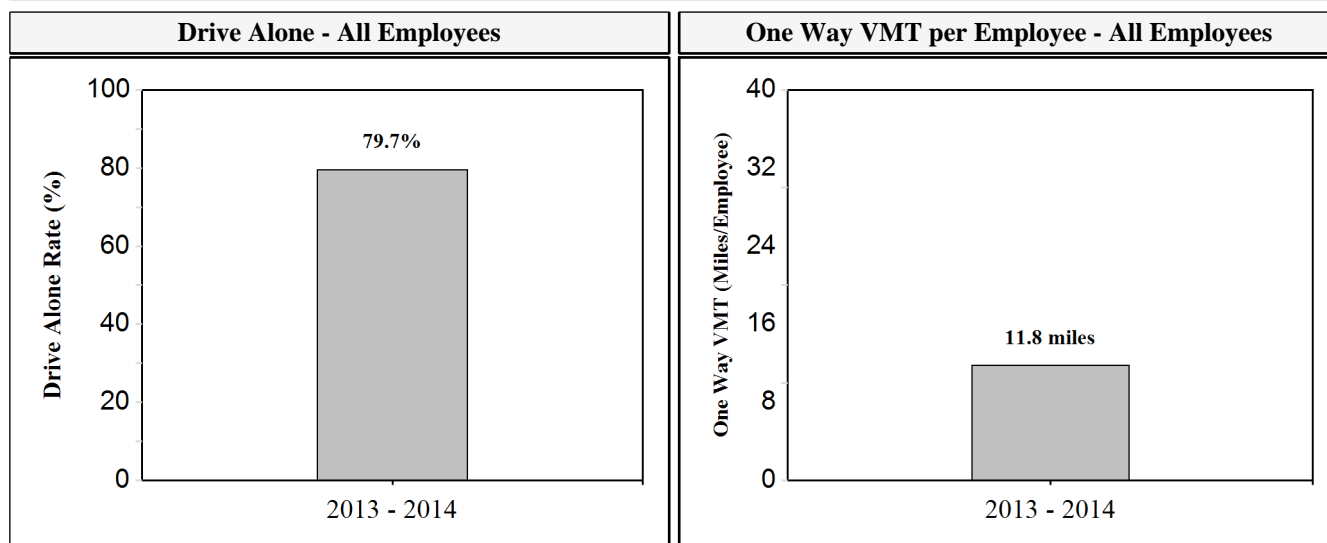 Drive Alone - All Employees
One Way VMT per Employee - All Employees
Drive Alone Rate (%)
100
80
60
40
20
0
79.7%
2013 - 2014
One Way VMT (Miles/Employee)
40
32
24
16
8
0
11.8 miles
2013 - 2014